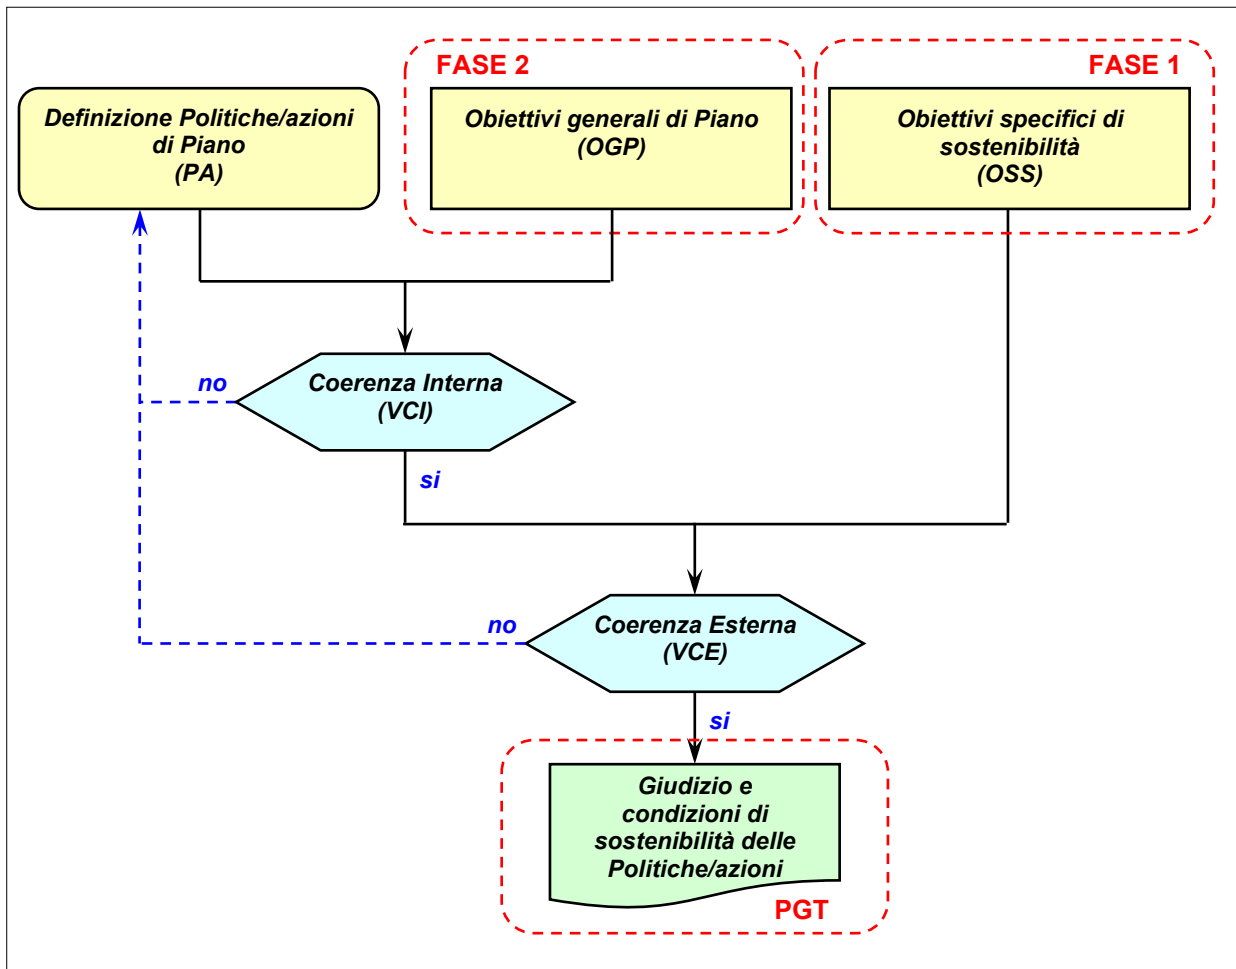 FASE 2
FASE 1
Definizione Politiche/azioni
di Piano
(PA)
Obiettivi generali di Piano
(OGP)
Obiettivi specifici di
sostenibilità
(OSS)
no
Coerenza Interna
(VCI)
si
no
Coerenza Esterna
(VCE)
si
Giudizio e
condizioni di
sostenibilità delle
Politiche/azioni
PGT